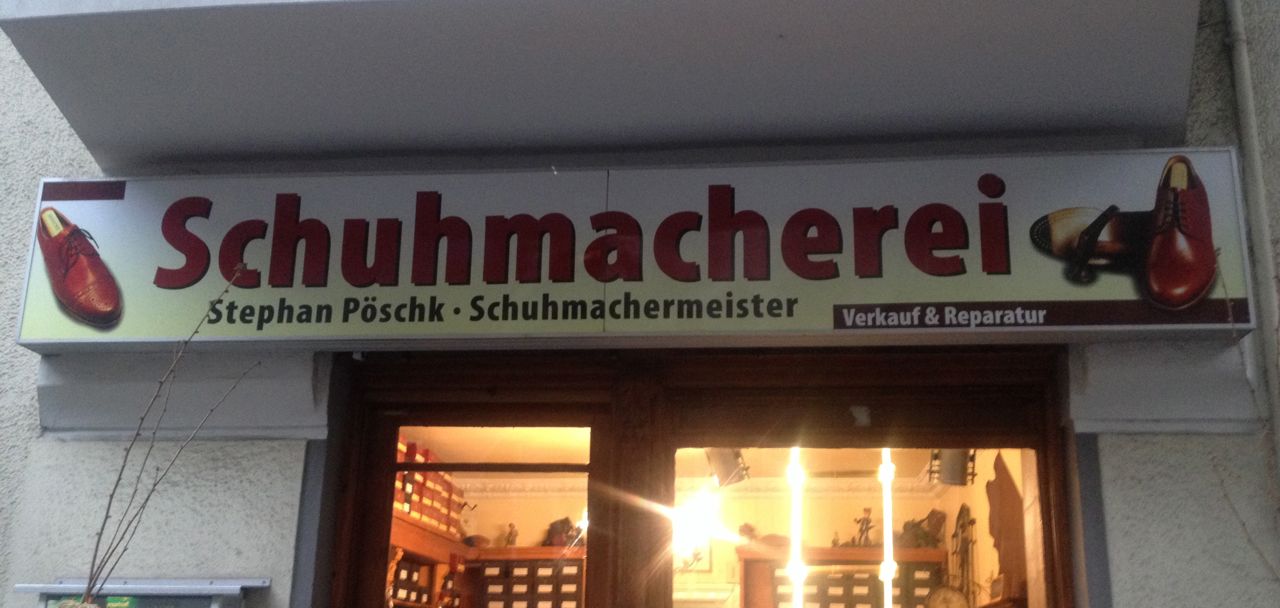 Schuhmacherei
Stephan Pöschk · Schuhmachermeister
Verkauf & Reparatur